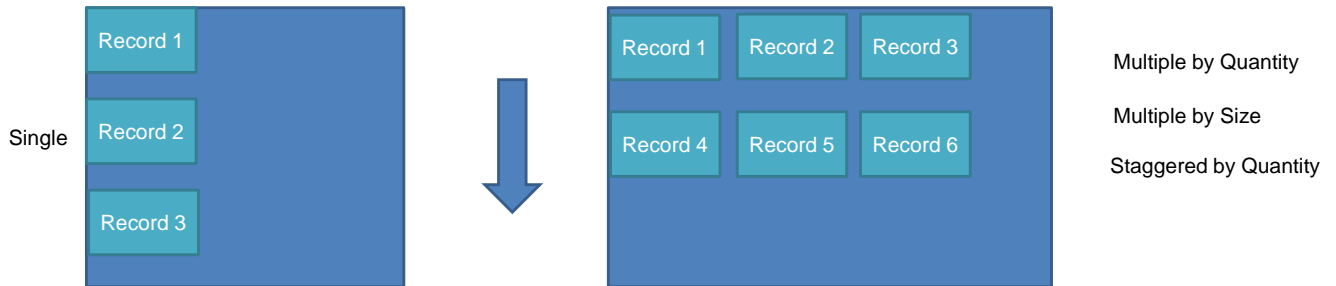 Single
Record 1
Record 2
Record 3
Record 1 Record 2 Record 3
Record 4 Record 5 Record 6
Multiple by Quantity
Multiple by Size
Staggered by Quantity